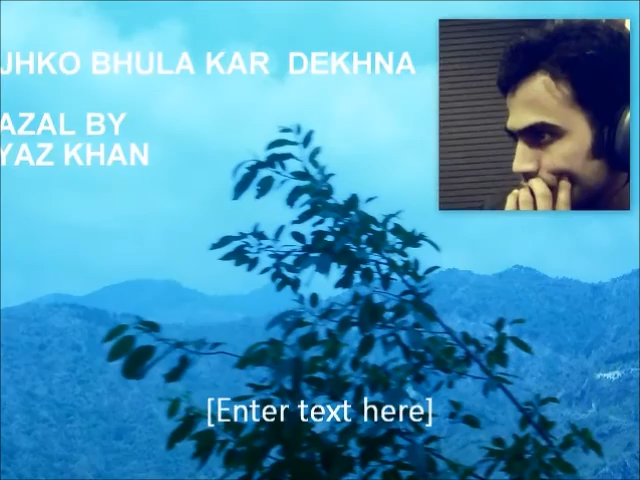 JHKO BHULA KAR DEKHNA
AZAL BY
YAZ KHAN
[Enter text here]